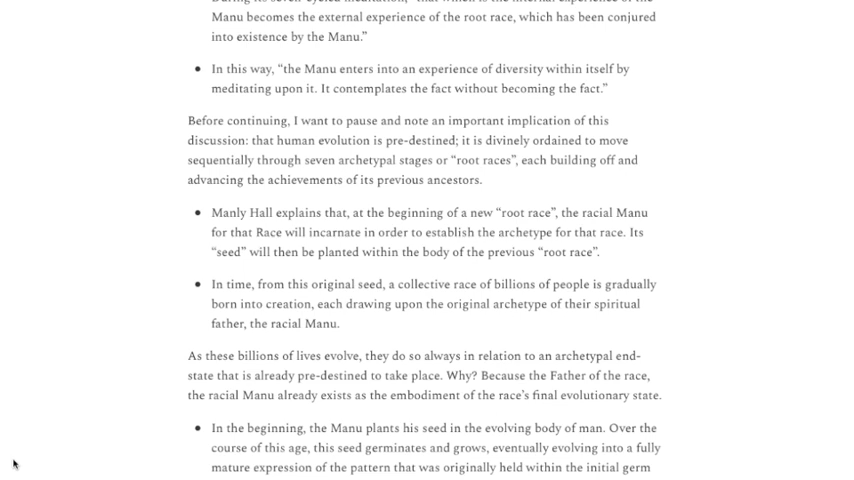 Manu becomes the external experience of the root race, which has been conjured
into existence by the Manu.”
• In this way, “the Manu enters into an experience of diversity within itself by
meditating upon it. It contemplates the fact without becoming the fact.”
Before continuing, I want to pause and note an important implication of this
discussion: that human evolution is pre-destined; it is divinely ordained to move
sequentially through seven archetypal stages or “root races”, each building off and
advancing the achievements of its previous ancestors.
• Manly Hall explains that, at the beginning of a new “root race”, the racial Manu
for that Race will incarnate in order to establish the archetype for that race. Its
“seed” will then be planted within the body of the previous “root race”.
• In time, from this original seed, a collective race of billions of people is gradually
born into creation, each drawing upon the original archetype of their spiritual
father, the racial Manu.
As these billions of lives evolve, they do so always in relation to an archetypal end-
state that is already pre-destined to take place. Why? Because the Father of the race,
the racial Manu already exists as the embodiment of the race’s final evolutionary state.
• In the beginning, the Manu plants his seed in the evolving body of man. Over the
course of this age, this seed germinates and grows, eventually evolving into a fully
mature expression of the pattern that was originally held within the initial germ